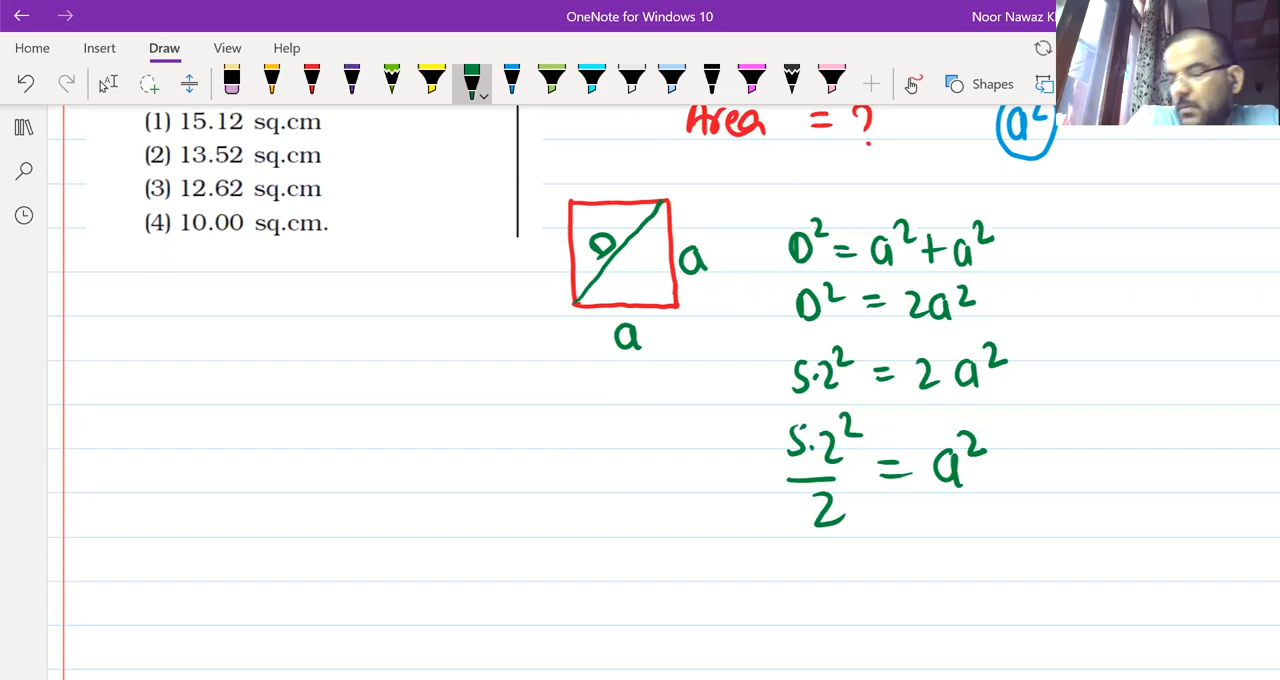 OneNote for Windows 10
Noor Nawaz K
Home Insert Draw View Help
Shapes
(1) 15.12 sq.cm
(2) 13.52 sq.cm
(3) 12.62 sq.cm
(4) 10.00 sq.cm.
Area = ?
a²
D
a
a
D² = a² + a²
D² = 2a²
5.2² = 2 a²
5.2²/2 = a²